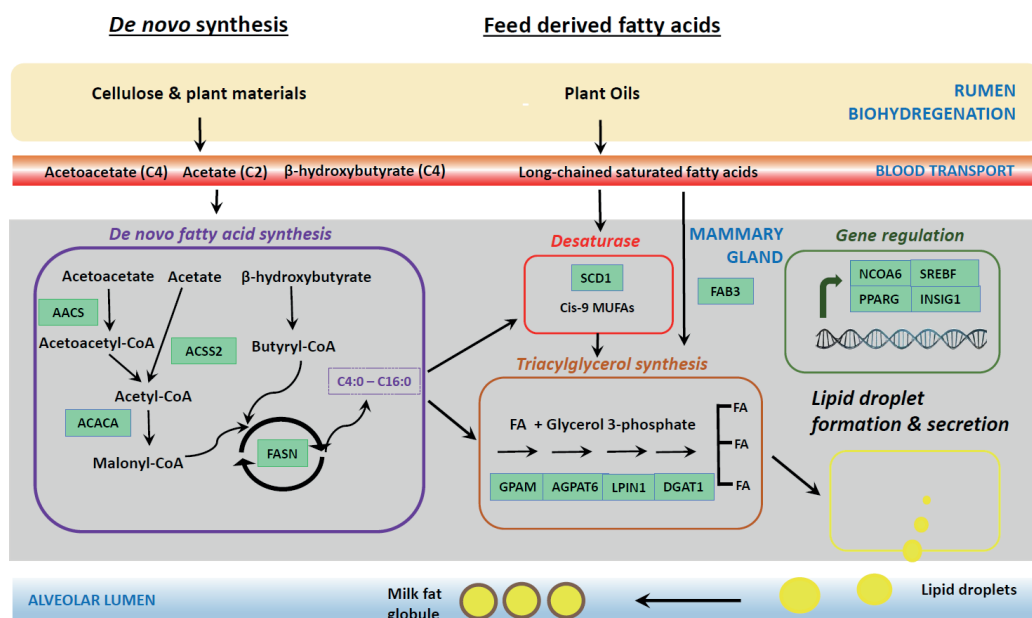 De novo synthesis
Feed derived fatty acids
Cellulose & plant materials
Plant Oils
RUMEN
BIOHYDREGENATION
Acetoacetate (C4)
Acetate (C2)
β-hydroxybutyrate (C4)
Long-chained saturated fatty acids
BLOOD TRANSPORT
De novo fatty acid synthesis
Acetoacetate
Acetate
β-hydroxybutyrate
AACS
Acetoacetyl-CoA
ACSS2
Butyryl-CoA
Acetyl-CoA
ACACA
Malonyl-CoA
FASN
C4:0 – C16:0
Desaturase
SCD1
Cis-9 MUFAs
MAMMARY
GLAND
FAB3
Gene regulation
NCOA6
SREBF
PPARG
INSIG1
Triacylglycerol synthesis
FA + Glycerol 3-phosphate
GPAM
AGPAT6
LPIN1
DGAT1
FA
FA
FA
Lipid droplet
formation & secretion
ALVEOLAR LUMEN
Milk fat
globule
Lipid droplets